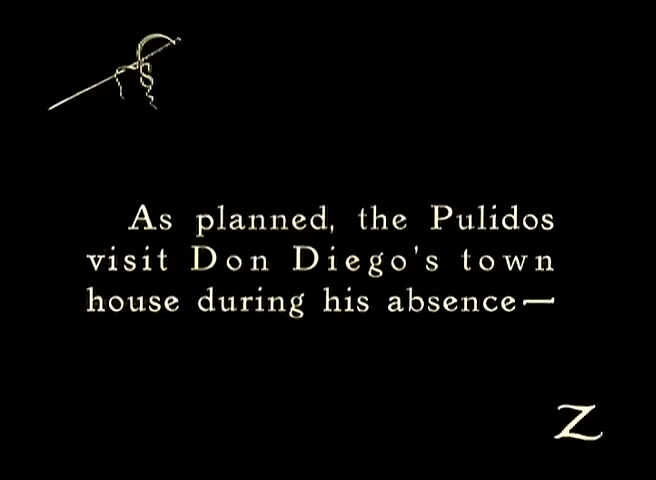 As planned, the Pulidos
visit Don Diego's town
house during his absence—
Z